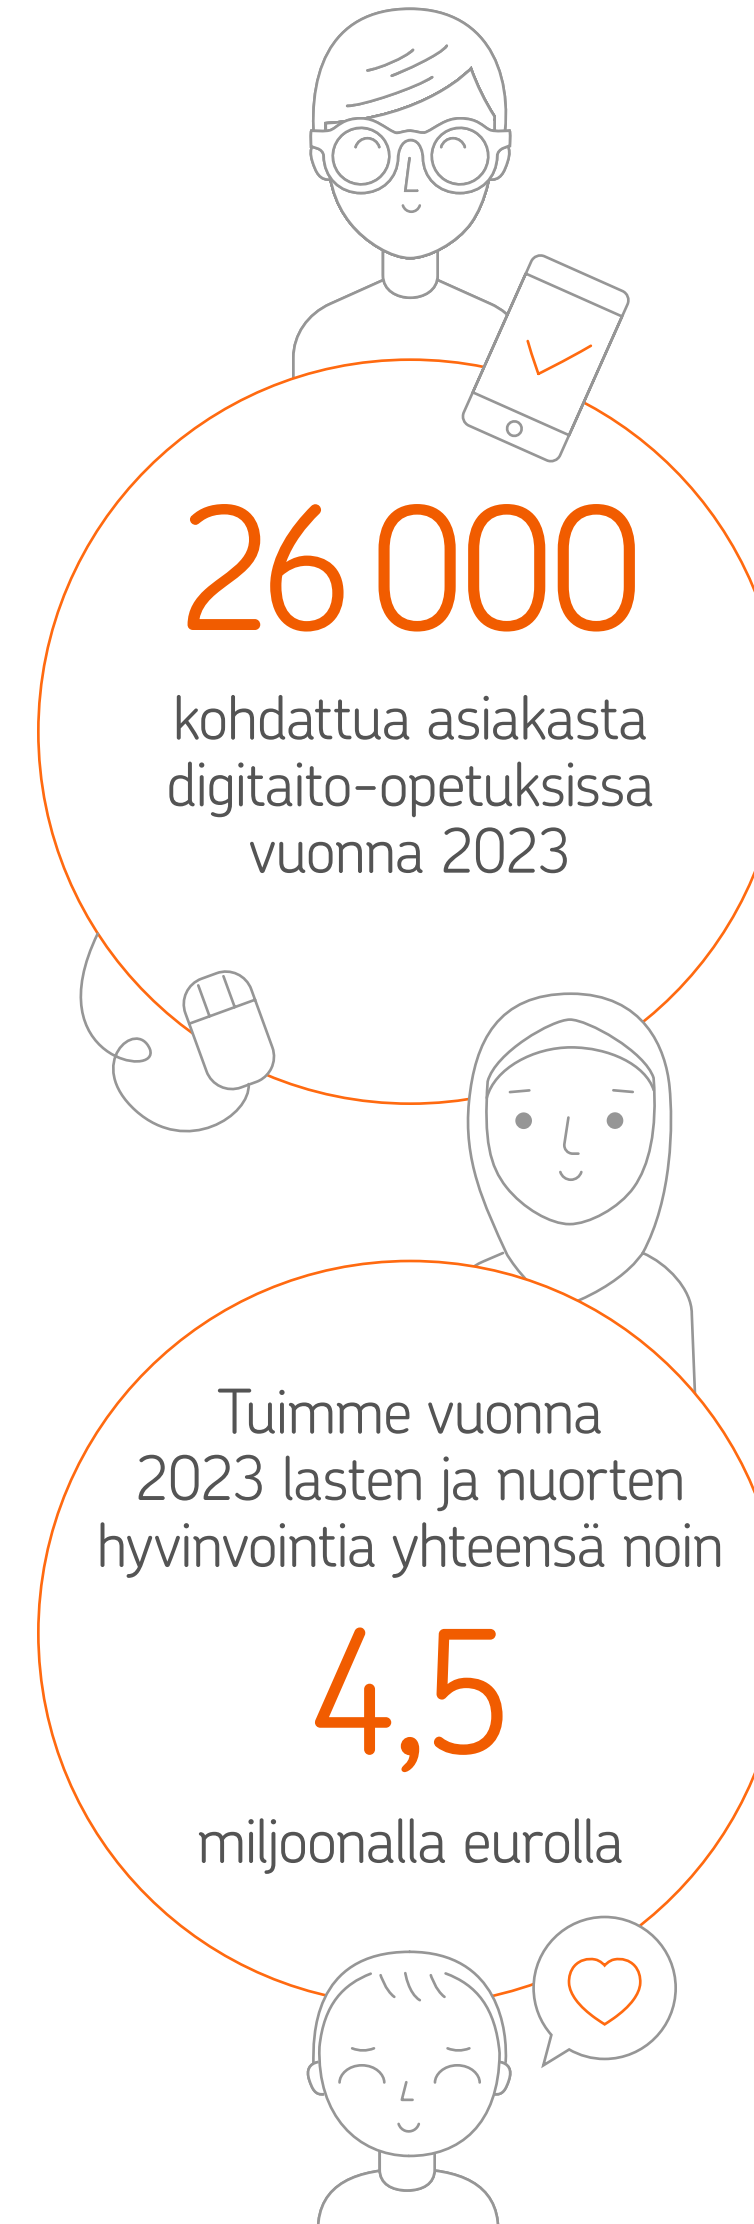 26 000
kohdattua asiakasta
digitaito-opetuksissa
vuonna 2023
Tuimme vuonna
2023 lasten ja nuorten
hyvinvointia yhteensä noin
4,5
miljoonalla eurolla